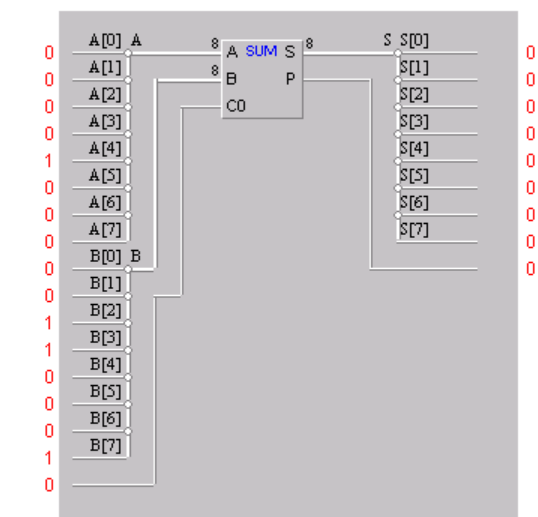 A[0] A 8 A SUM S 8 S S[0]
0 0
A[1] 8 B P S[1]
0 0
A[2] C0 S[2]
0 0
A[3] S[3]
0 0
A[4] S[4]
1 0
A[5] S[5]
0 0
A[6] S[6]
0 0
A[7] S[7]
0 0
B[0] B
0 0
B[1]
0
B[2]
1
B[3]
1
B[4]
0
B[5]
0
B[6]
0
B[7]
1
0